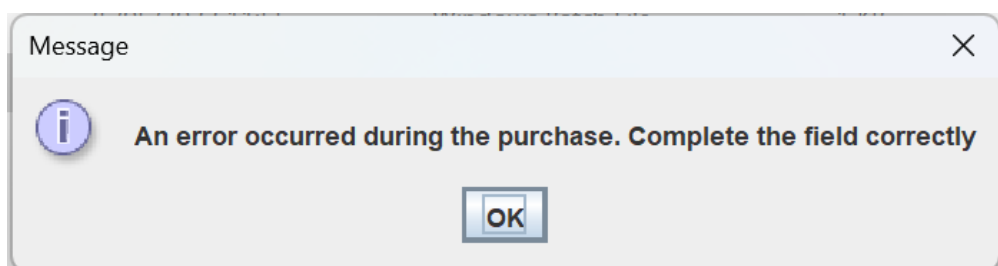 Message
An error occurred during the purchase. Complete the field correctly
OK